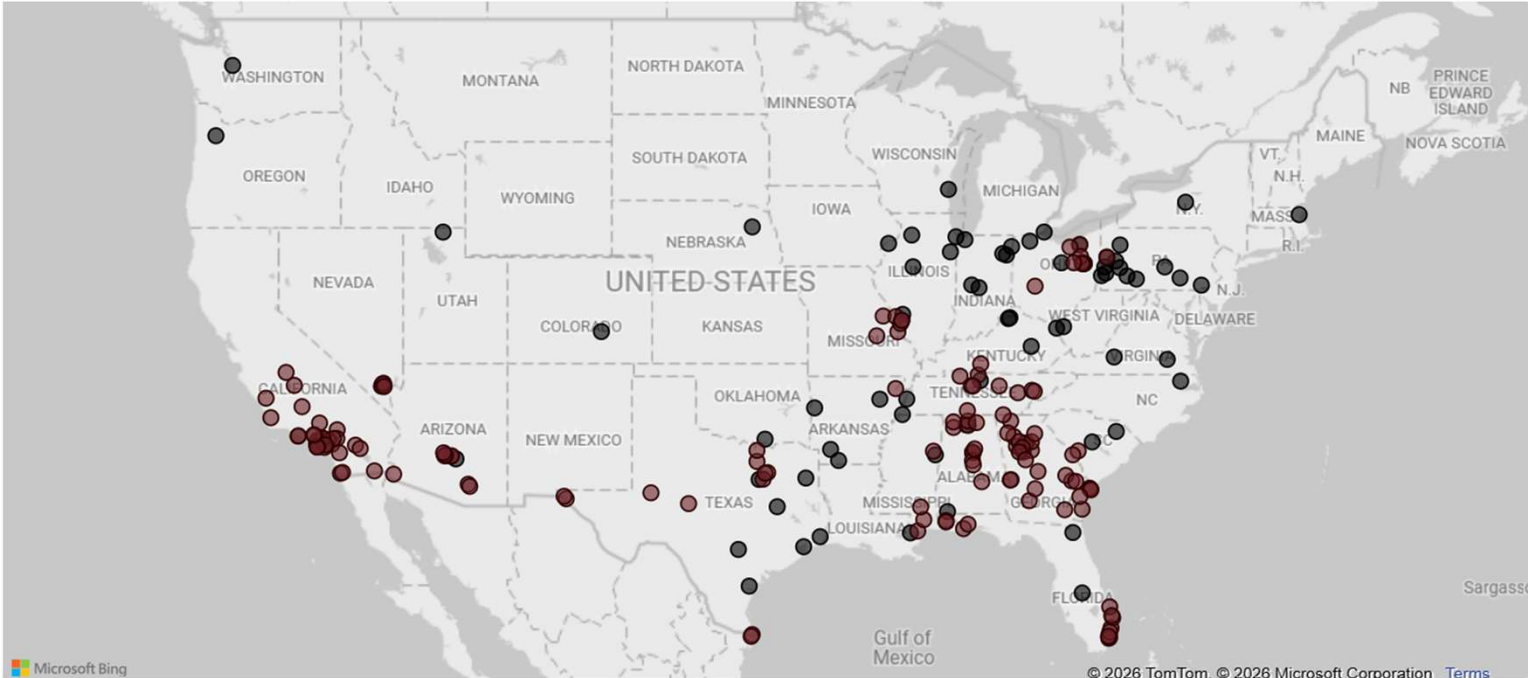 WASHINGTON
MONTANA
NORTH DAKOTA
MINNESOTA
NB
PRINCE
EDWARD
ISLAND
MAINE
NOVA SCOTIA
OREGON
IDAHO
SOUTH DAKOTA
WISCONSIN
MICHIGAN
VT.
N.H.
WYOMING
IOWA
N.Y.
MASS
R.I.
NEBRASKA
NEVADA
UTAH
UNITED STATES
ILLINOIS
OH
PA
N.J.
INDIANA
COLORADO
KANSAS
MISSOURI
WEST VIRGINIA
DELAWARE
KENTUCKY
VIRGINIA
CALIFORNIA
OKLAHOMA
TENNESSEE
NC
ARIZONA
NEW MEXICO
ARKANSAS
SC
ALABAMA
TEXAS
MISSISSIPPI
GEORGIA
LOUISIANA
FLORIDA
Sargasso
Gulf of
Mexico
Microsoft Bing
© 2026 TomTom, © 2026 Microsoft Corporation Terms